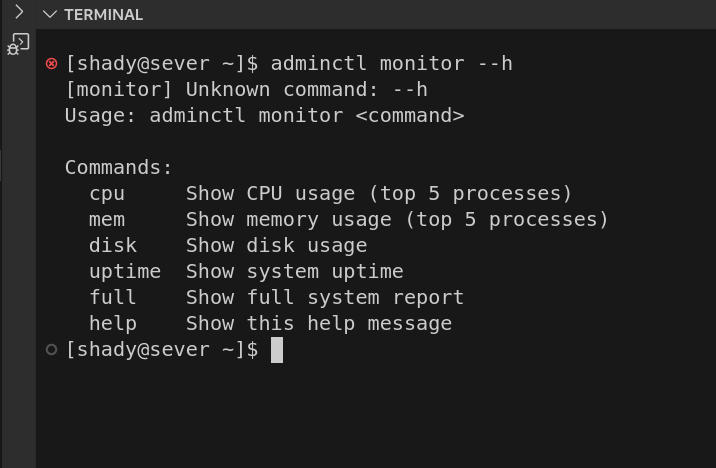 TERMINAL
[shady@sever ~]$ adminctl monitor --h
[monitor] Unknown command: --h
Usage: adminctl monitor <command>
Commands:
cpu Show CPU usage (top 5 processes)
mem Show memory usage (top 5 processes)
disk Show disk usage
uptime Show system uptime
full Show full system report
help Show this help message
[shady@sever ~]$